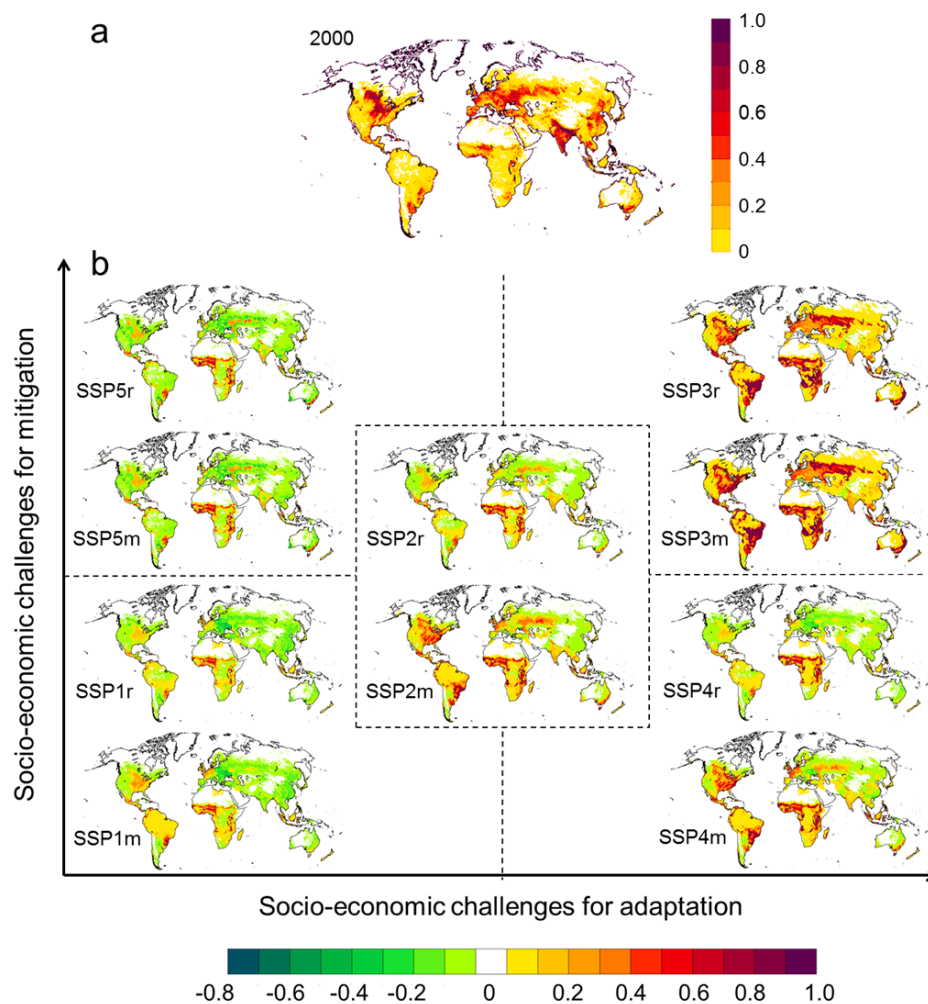 a
2000
1.0
0.8
0.6
0.4
0.2
0
b
Socio-economic challenges for mitigation
SSP5r
SSP3r
SSP5m
SSP2r
SSP3m
SSP1r
SSP2m
SSP4r
SSP1m
SSP4m
Socio-economic challenges for adaptation
-0.8 -0.6 -0.4 -0.2 0 0.2 0.4 0.6 0.8 1.0